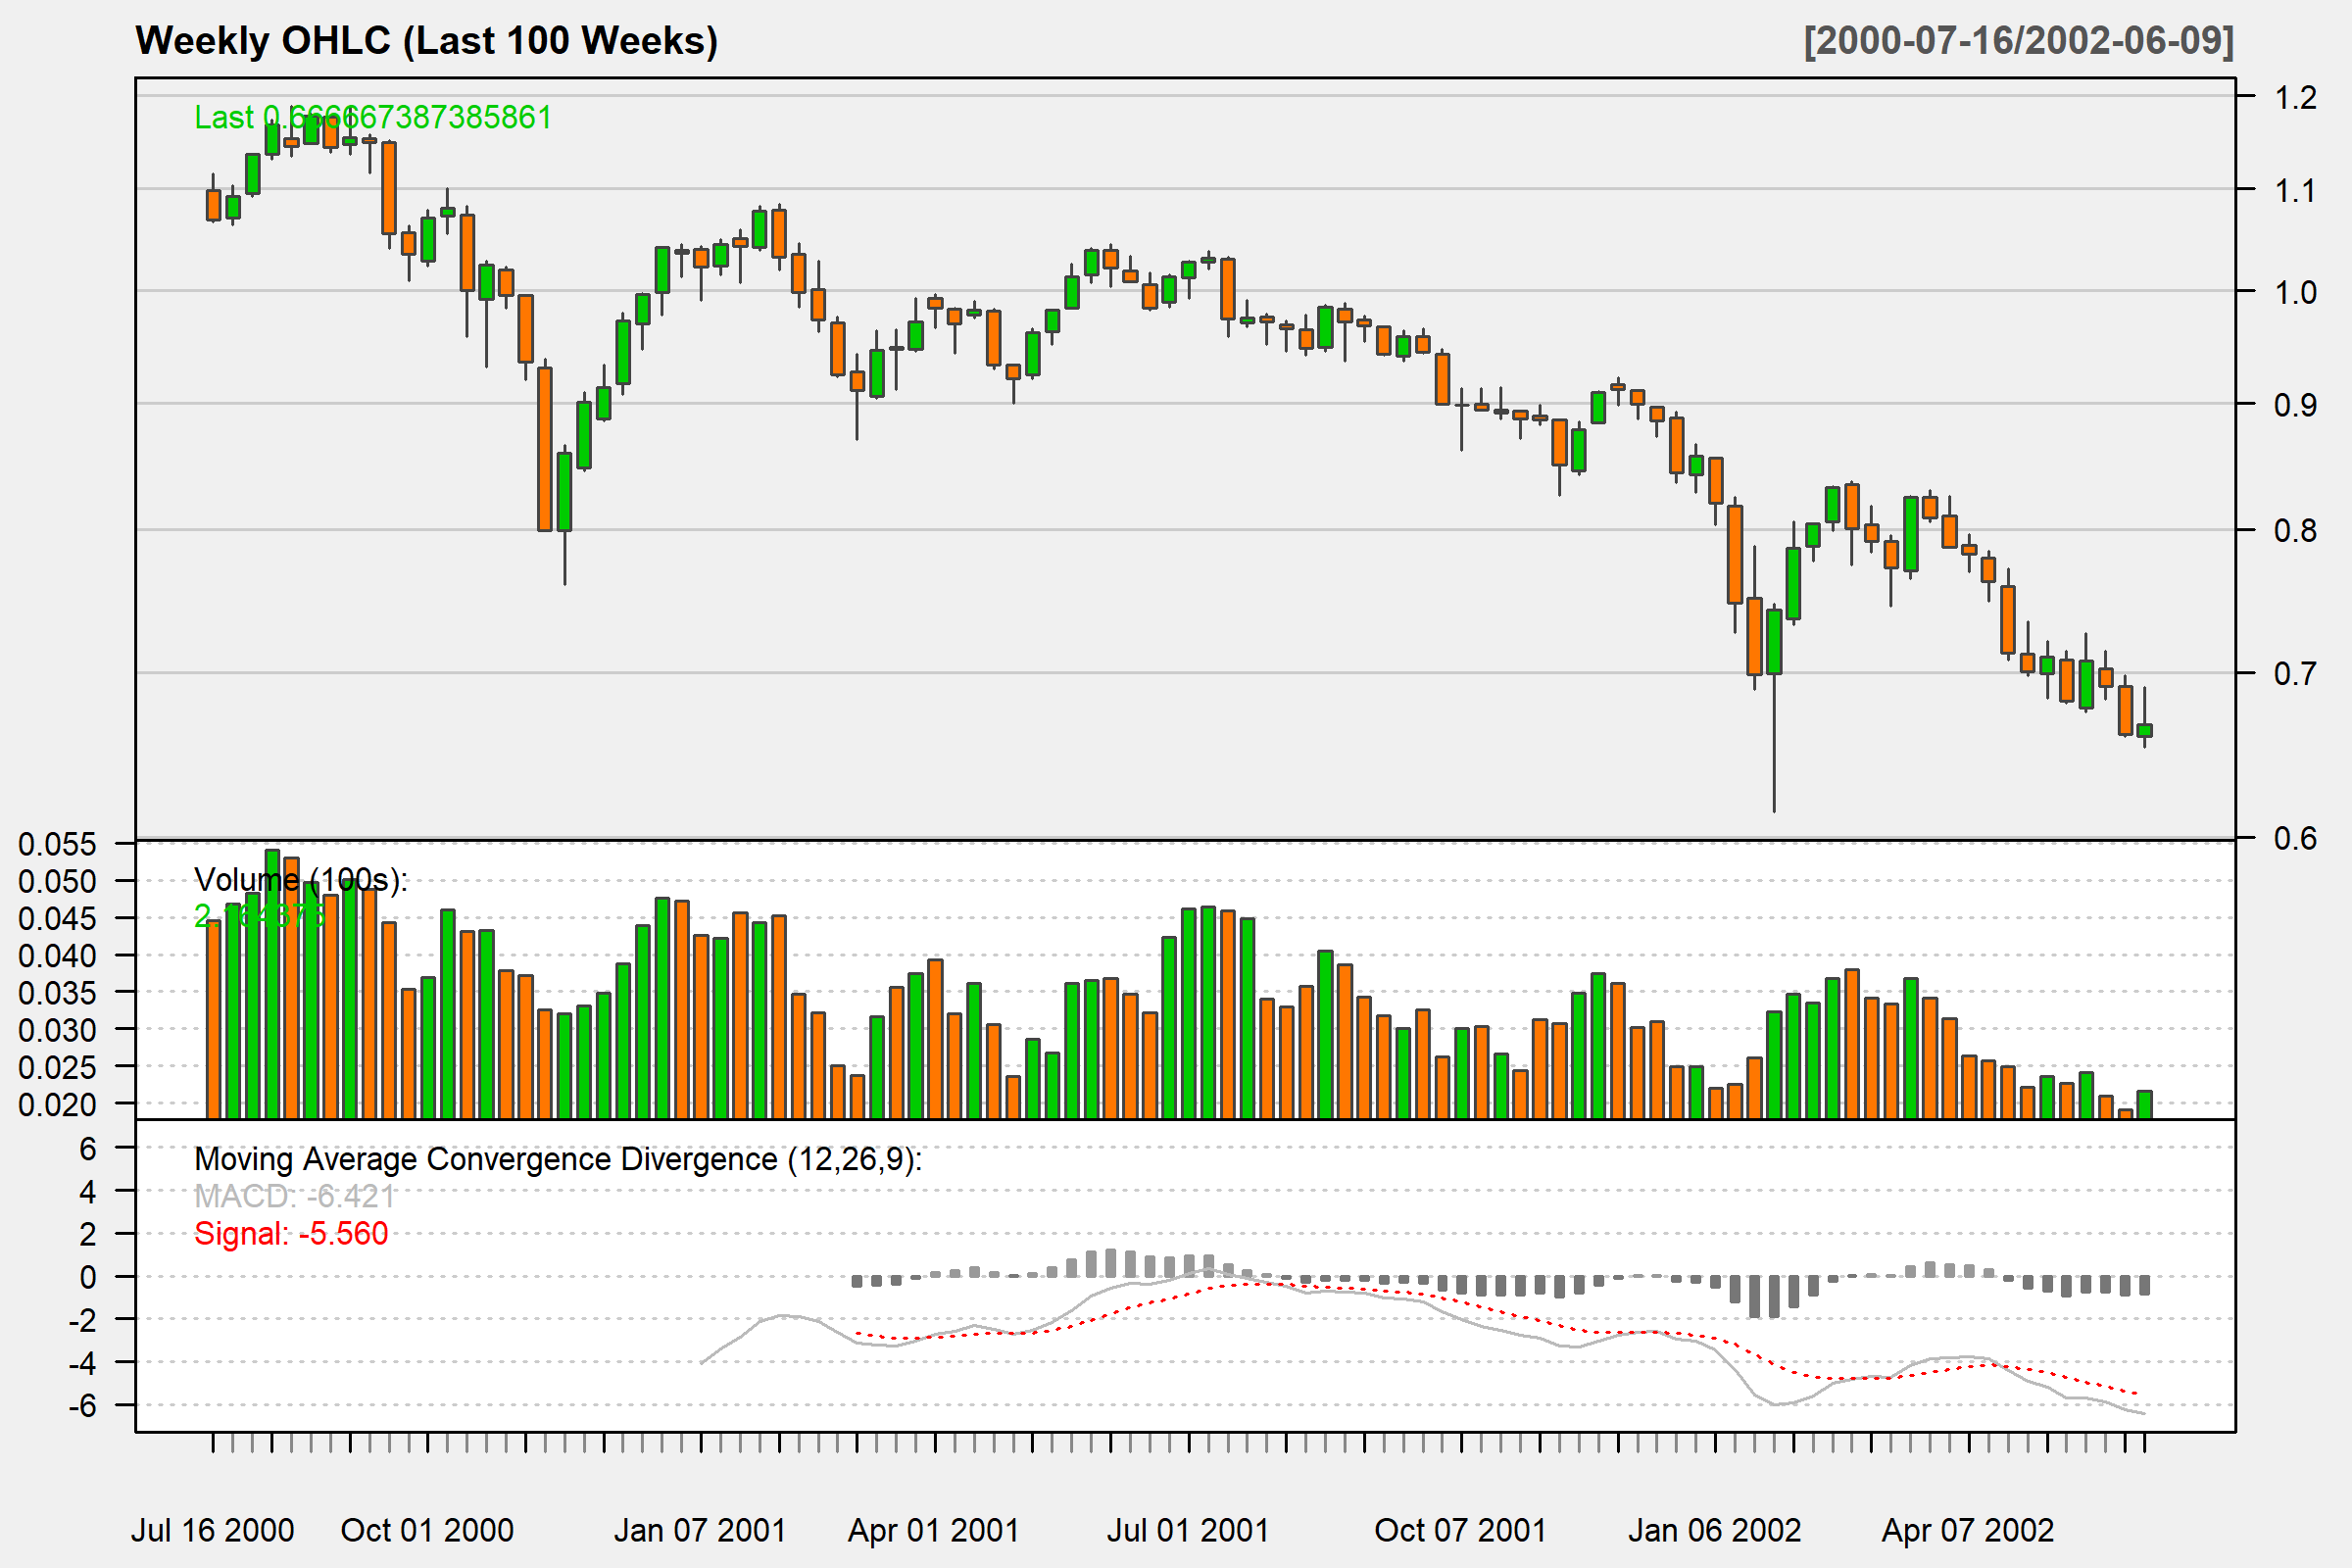 Weekly OHLC (Last 100 Weeks)
[2000-07-16/2002-06-09]
Last 0.666667387385861
1.2
1.1
1.0
0.9
0.8
0.7
0.6
Volume (100s):
2.164375
0.055
0.050
0.045
0.040
0.035
0.030
0.025
0.020
Moving Average Convergence Divergence (12,26,9):
MACD: -6.421
Signal: -5.560
6
4
2
0
-2
-4
-6
Jul 16 2000
Oct 01 2000
Jan 07 2001
Apr 01 2001
Jul 01 2001
Oct 07 2001
Jan 06 2002
Apr 07 2002